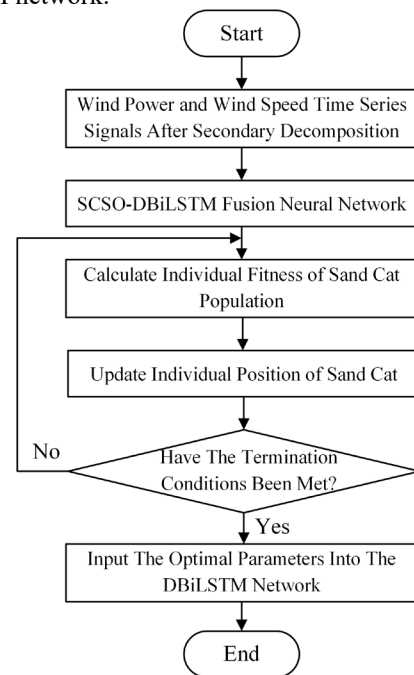 network.
Start
Wind Power and Wind Speed Time Series
Signals After Secondary Decomposition
SCSO-DBiLSTM Fusion Neural Network
Calculate Individual Fitness of Sand Cat
Population
Update Individual Position of Sand Cat
No
Have The Termination
Conditions Been Met?
Yes
Input The Optimal Parameters Into The
DBiLSTM Network
End